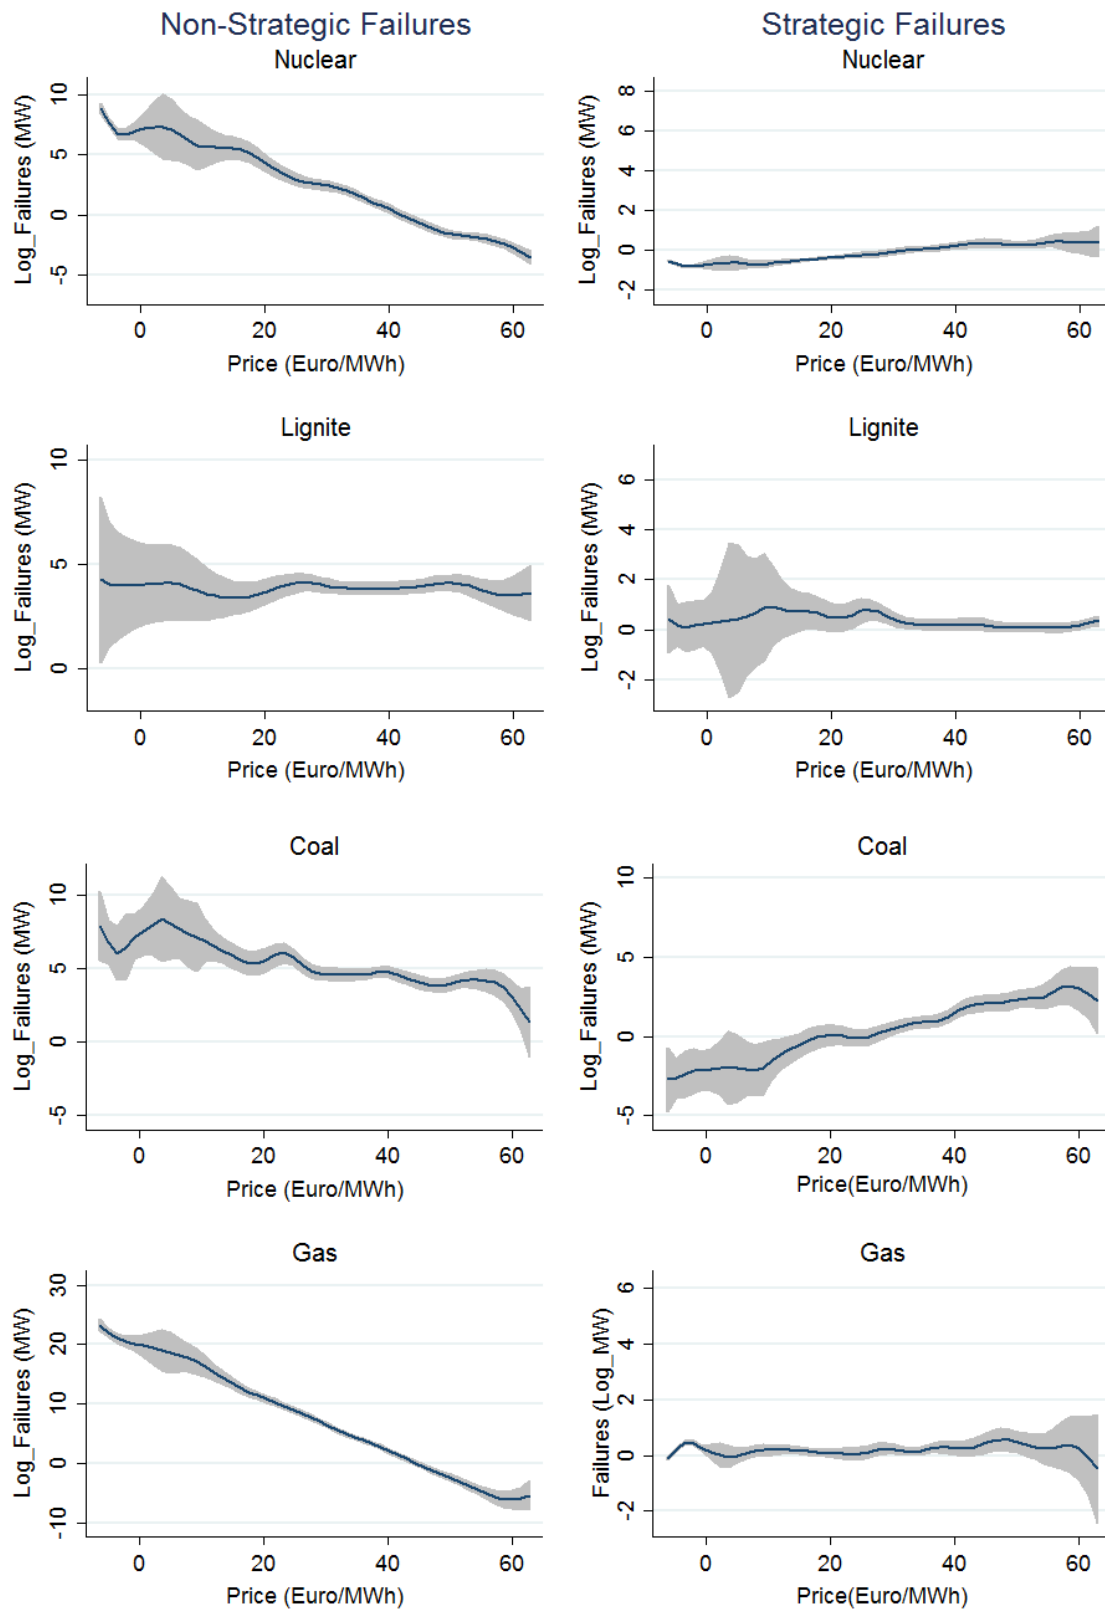 Non-Strategic Failures
Strategic Failures
Nuclear
Log_Failures (MW)
10
5
0
-5
0 20 40 60
Price (Euro/MWh)
Nuclear
Log_Failures (MW)
8
6
4
2
0
-2
0 20 40 60
Price (Euro/MWh)
Lignite
Log_Failures (MW)
10
5
0
0 20 40 60
Price (Euro/MWh)
Lignite
Log_Failures (MW)
6
4
2
0
-2
0 20 40 60
Price (Euro/MWh)
Coal
Log_Failures (MW)
10
5
0
-5
0 20 40 60
Price (Euro/MWh)
Coal
Log_Failures (MW)
10
5
0
-5
0 20 40 60
Price(Euro/MWh)
Gas
Log_Failures (MW)
30
20
10
0
-10
0 20 40 60
Price (Euro/MWh)
Gas
Failures (Log_MW)
6
4
2
0
-2
0 20 40 60
Price(Euro/MWh)